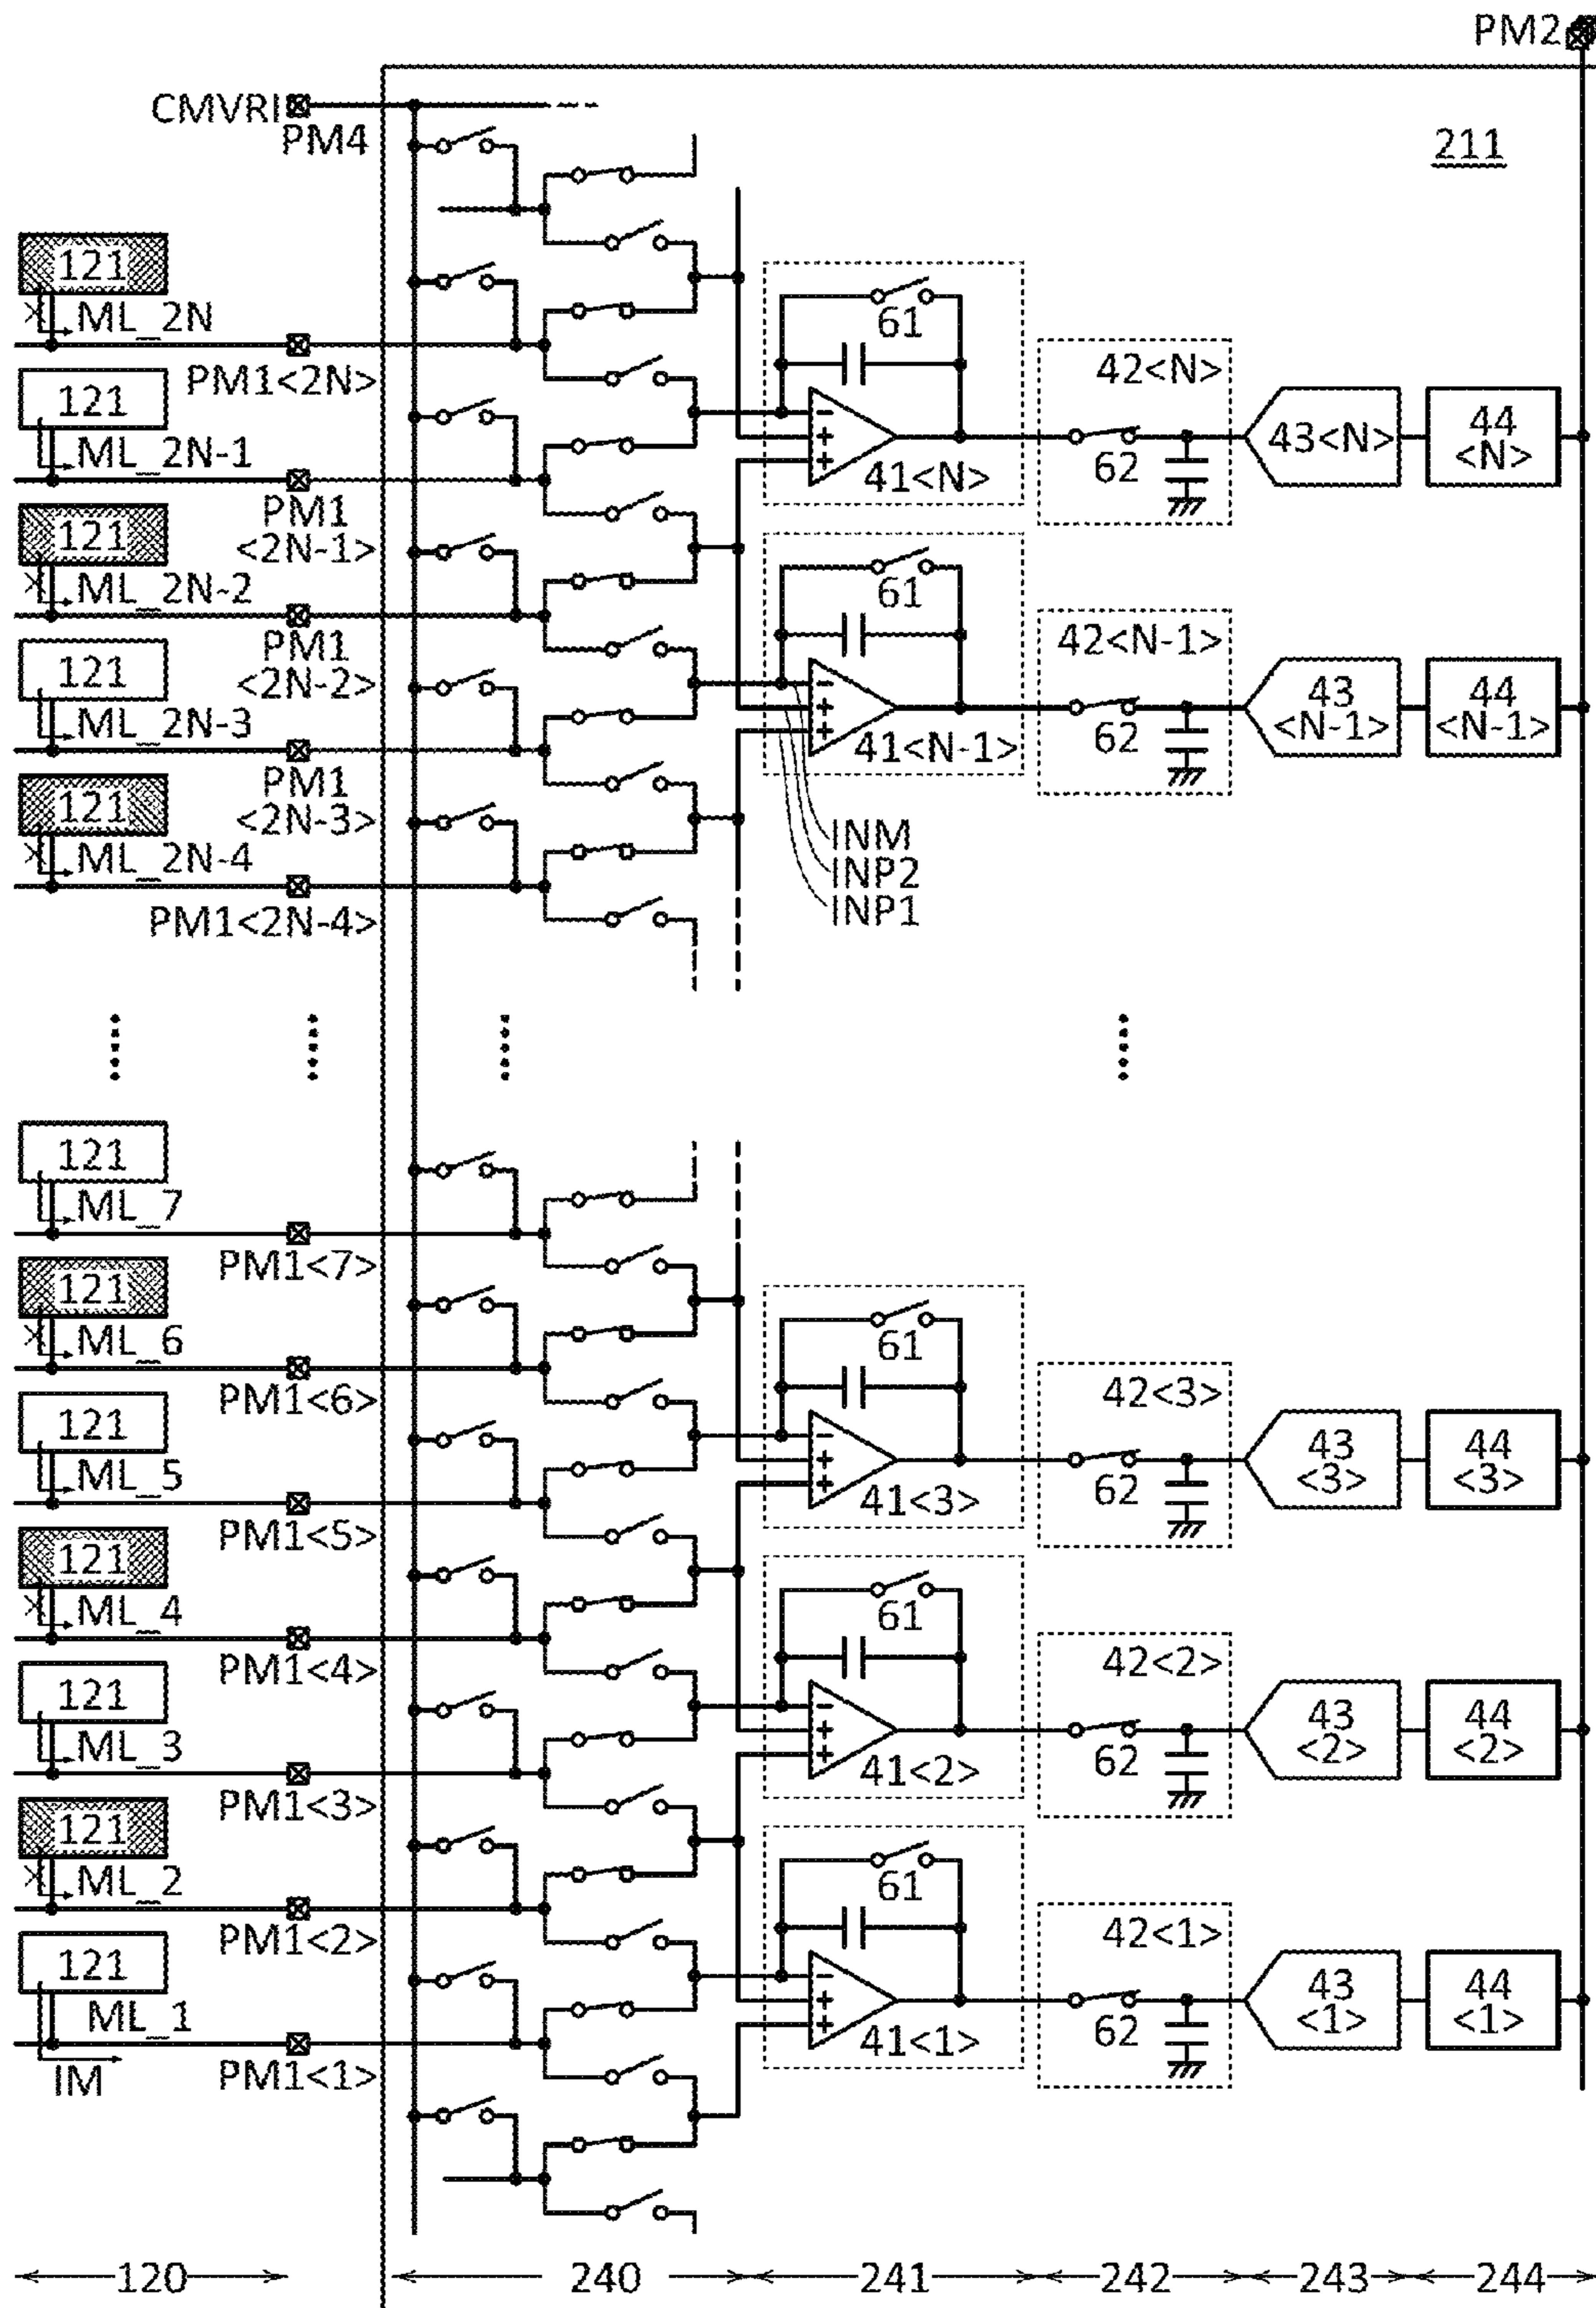 PM2
CMVRI
PM4
211
121
ML_2N
PM1<2N>
121
ML_2N-1
PM1
<2N-1>
121
ML_2N-2
PM1
<2N-2>
121
ML_2N-3
PM1
<2N-3>
121
ML_2N-4
PM1<2N-4>
61
41<N>
42<N>
62
43<N>
44
<N>
61
41<N-1>
42<N-1>
62
43
<N-1>
44
<N-1>
INM
INP2
INP1
121
ML_7
PM1<7>
121
ML_6
PM1<6>
121
ML_5
PM1<5>
121
ML_4
PM1<4>
121
ML_3
PM1<3>
121
ML_2
PM1<2>
121
ML_1
IM
PM1<1>
61
41<3>
42<3>
62
43
<3>
44
<3>
61
41<2>
42<2>
62
43
<2>
44
<2>
61
41<1>
42<1>
62
43
<1>
44
<1>
120
240
241
242
243
244